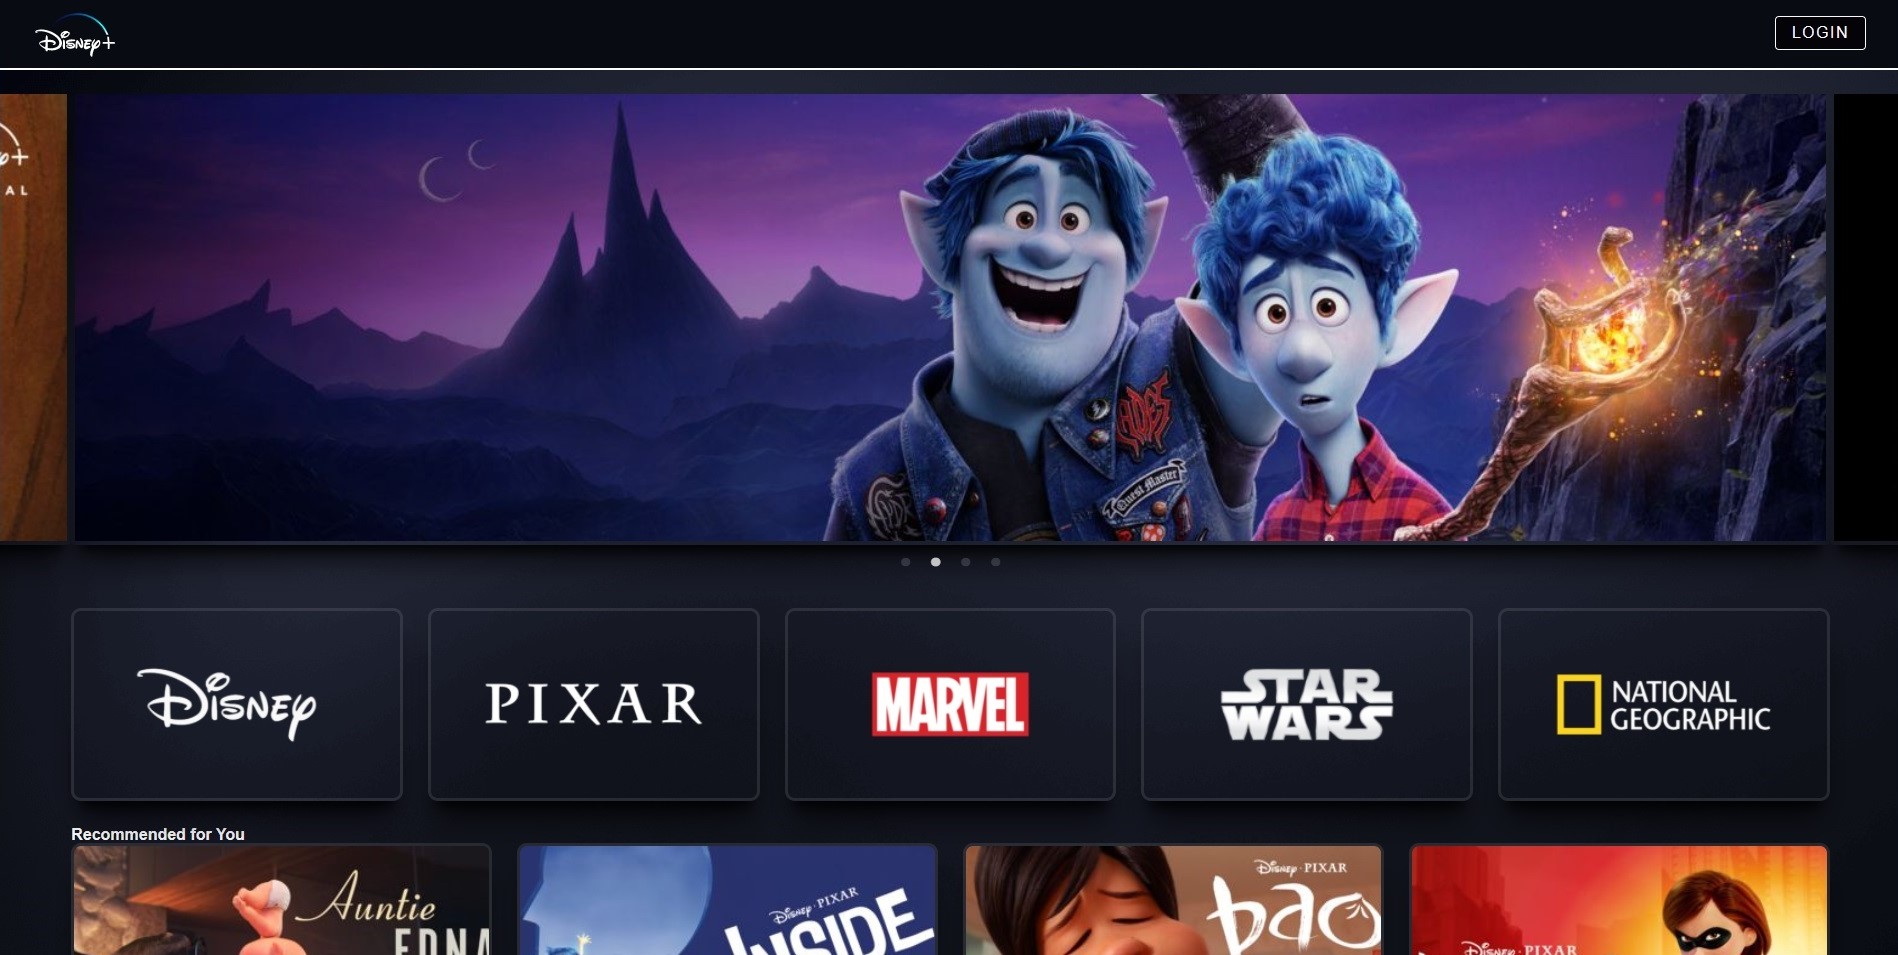 Disney+
LOGIN
AL
HADES
Quest Master
Disney
PIXAR
MARVEL
STAR
WARS
NATIONAL
GEOGRAPHIC
Recommended for You
Auntie
EDNA
Disney · PIXAR
INSIDE
Disney · PIXAR
bao
Disney · PIXAR